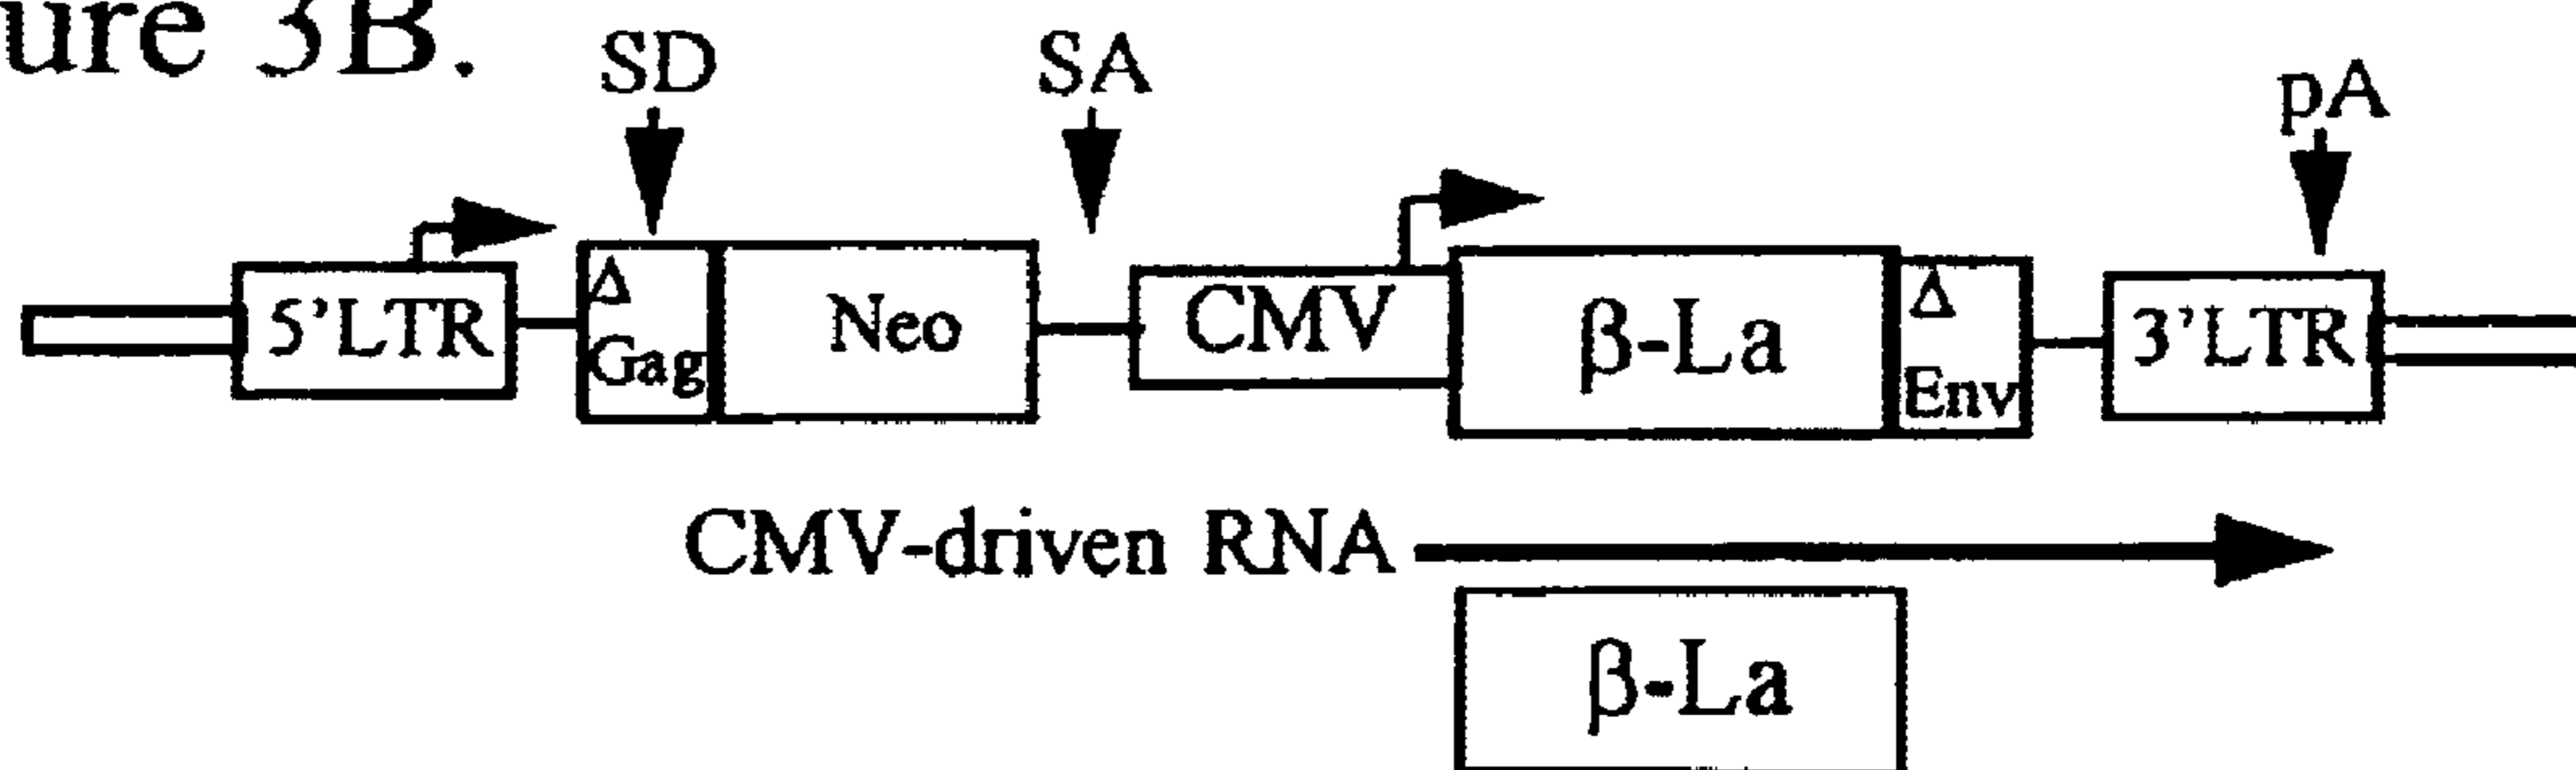 ure 3B.
SD
SA
pA
5'LTR
Δ
Gag
Neo
CMV
β-La
Δ
Env
3'LTR
CMV-driven RNA
β-La